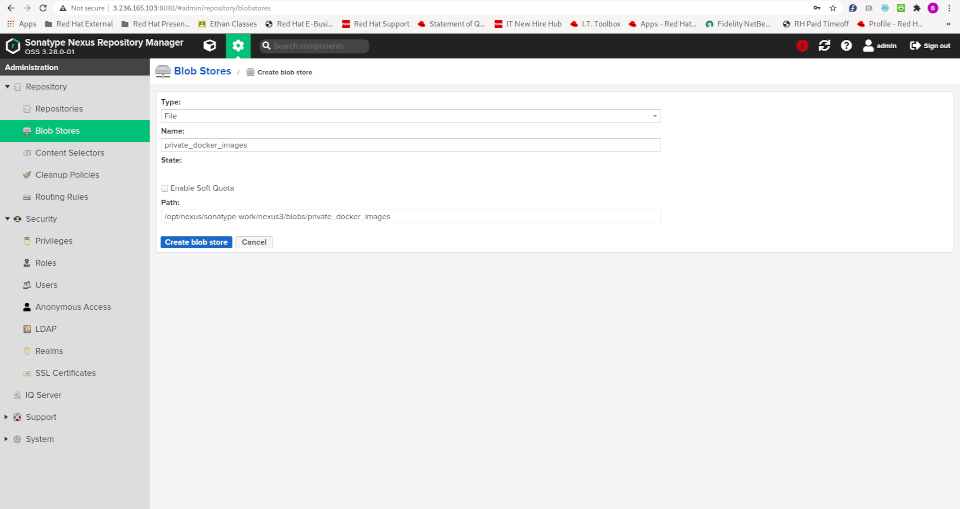 Not secure | 3.236.165.103:8081/#admin/repository/blobstores
Apps Red Hat External Red Hat Presen... Ethan Classes Red Hat E-Busi... Red Hat Support Statement of Q... IT New Hire Hub I.T. Toolbox Apps - Red Hat... Fidelity NetBe... RH Paid Timeoff Profile - Red H... »
Sonatype Nexus Repository Manager
OSS 3.28.0-01
Search components
admin
Sign out
Administration
Repository
Repositories
Blob Stores
Content Selectors
Cleanup Policies
Routing Rules
Security
Privileges
Roles
Users
Anonymous Access
LDAP
Realms
SSL Certificates
IQ Server
Support
System
Blob Stores / Create blob store
Type:
File
Name:
private_docker_images
State:
Enable Soft Quota
Path:
/opt/nexus/sonatype-work/nexus3/blobs/private_docker_images
Create blob store Cancel